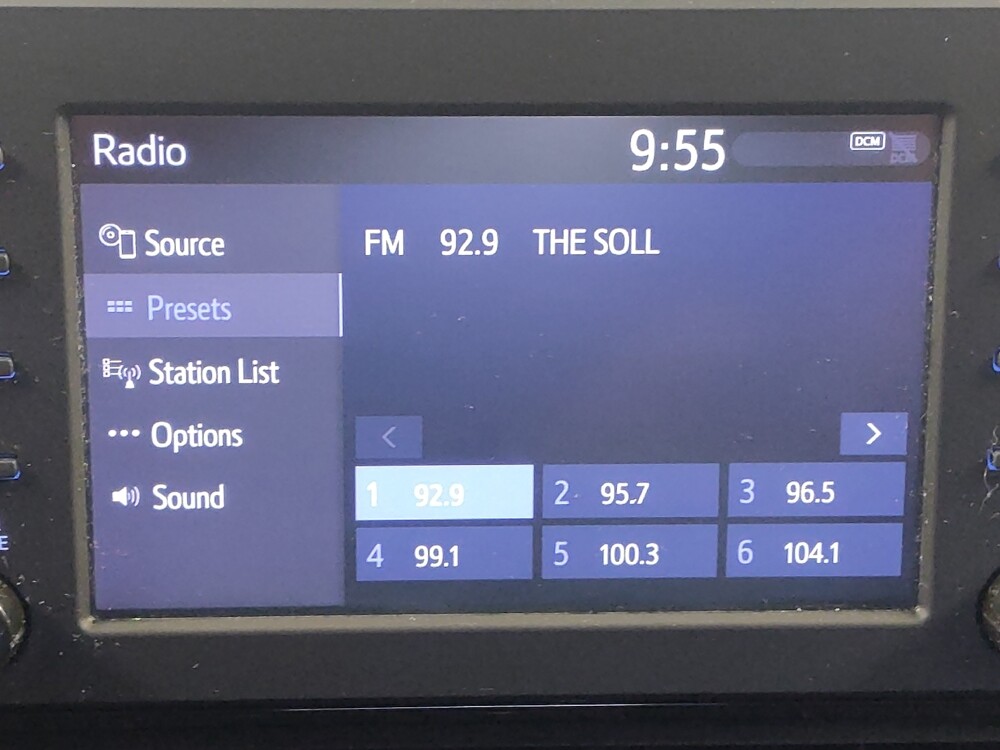 Radio 9:55 DCM DCM
Source
Presets
Station List
Options
Sound
FM 92.9 THE SOLL
< >
1 92.9 2 95.7 3 96.5
4 99.1 5 100.3 6 104.1
E